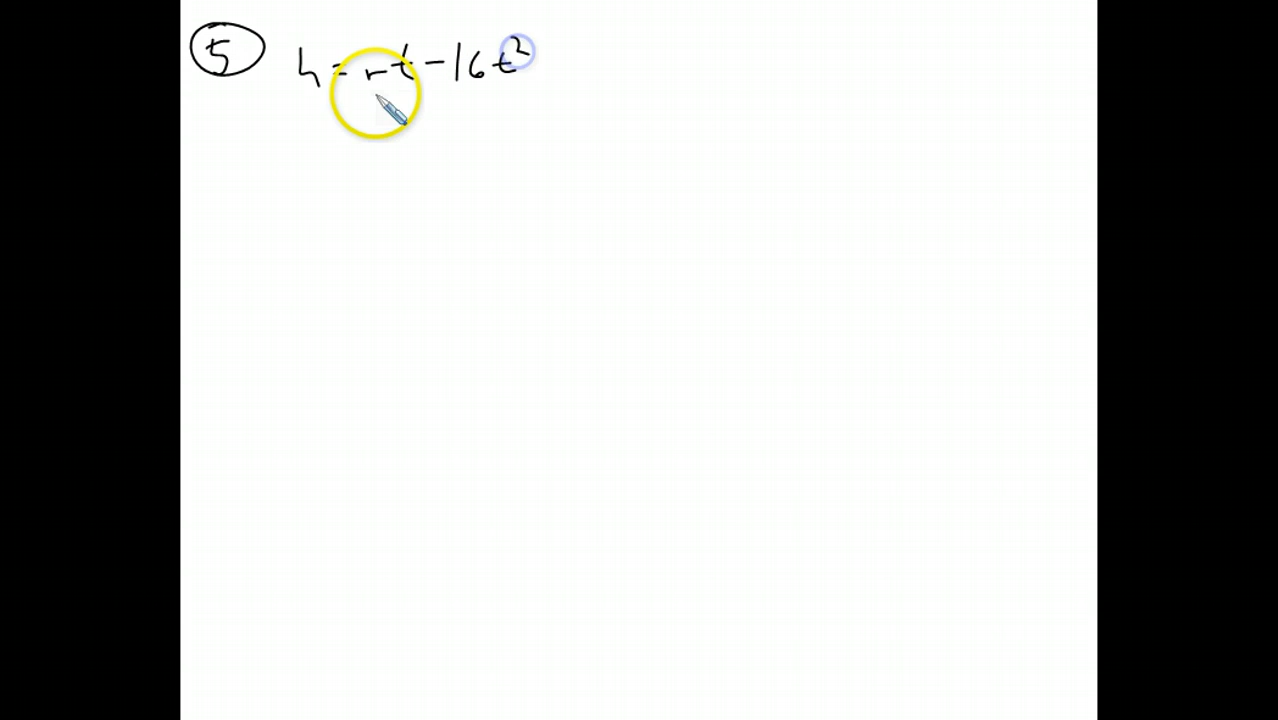 5 h = rt - 16t²